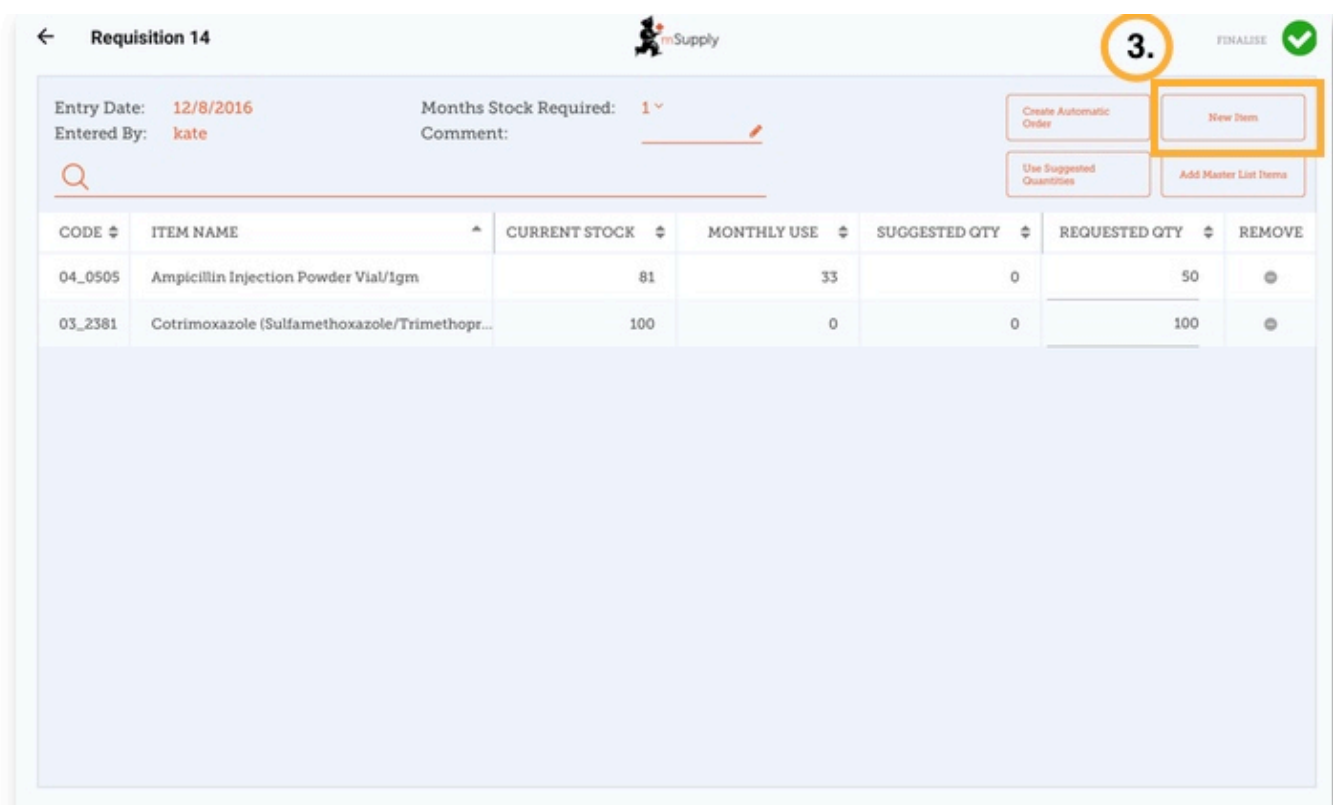 Requisition 14
mSupply
3.
FINALISE
Entry Date: 12/8/2016
Months Stock Required: 1
Create Automatic
Order
New Item
Entered By: kate
Comment:
Use Suggested
Quantities
Add Master List Items
CODE ITEM NAME CURRENT STOCK MONTHLY USE SUGGESTED QTY REQUESTED QTY REMOVE
04_0505 Ampicillin Injection Powder Vial/1gm 81 33 0 50
03_2381 Cotrimoxazole (Sulfamethoxazole/Trimethopr... 100 0 0 100